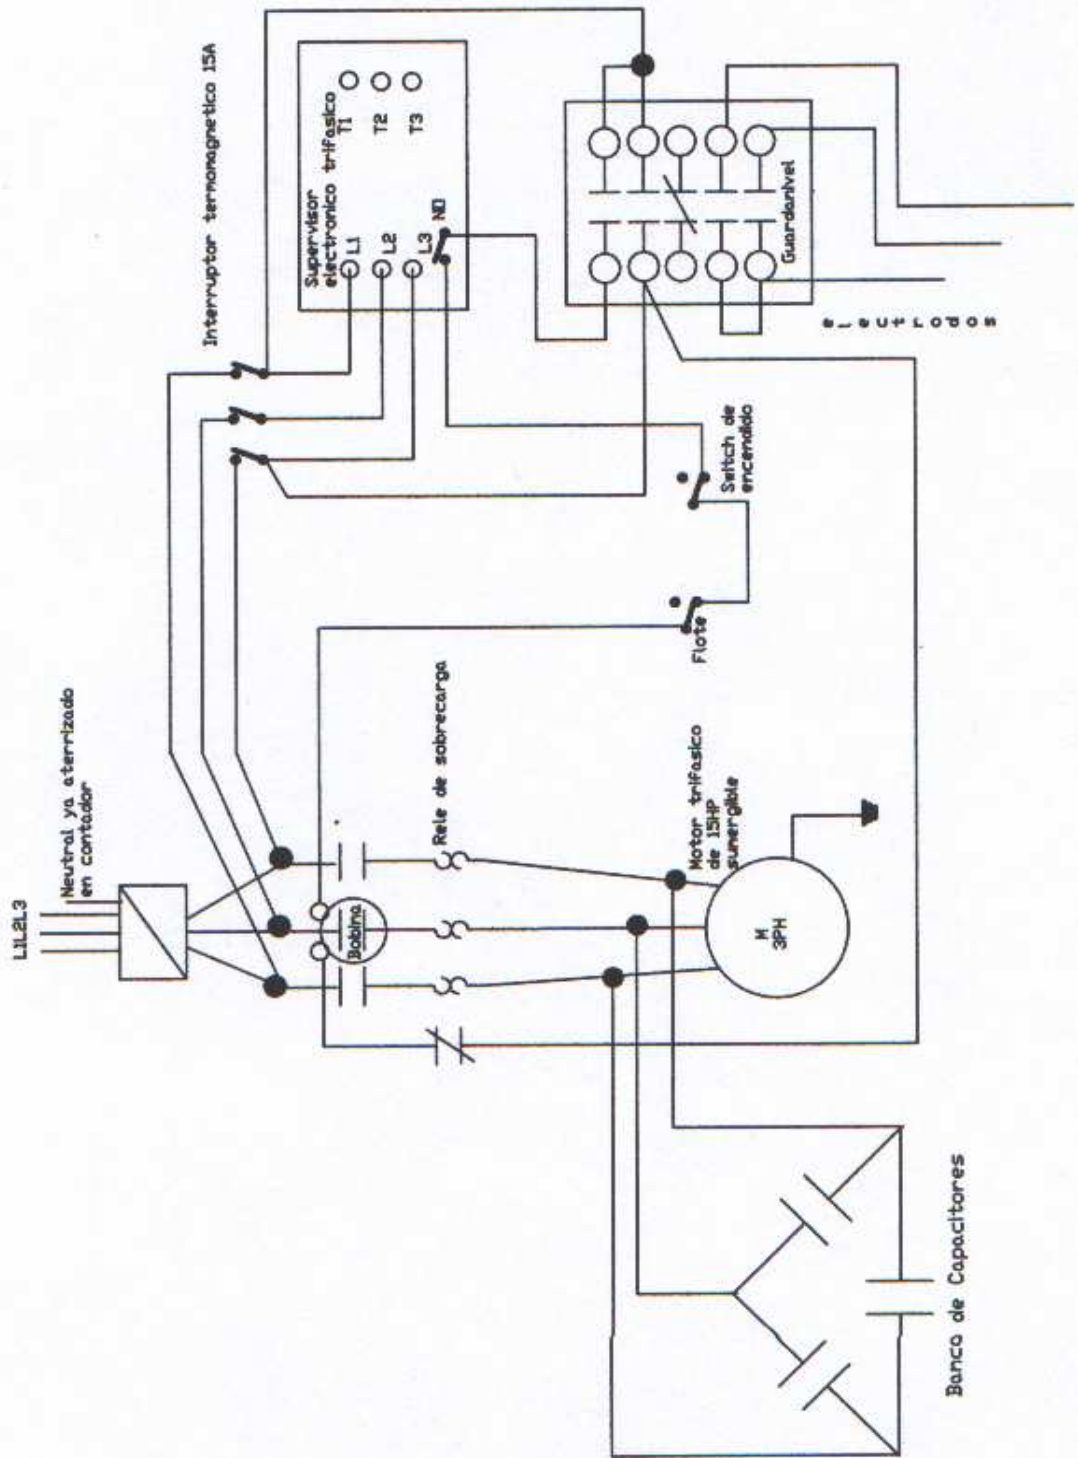 L1L2L3
Neutral ya aterrizado
en contador
Interruptor termomagnetico 15A
Supervisor
electronico trifasico
T1
T2
T3
L1
L2
L3
NO
Guardanivel
electrodos
Switch de
encendido
Flote
Rele de sobrecarga
Bobina
Motor trifasico
de 15HP
sumergible
M
3PH
Banco de Capacitores